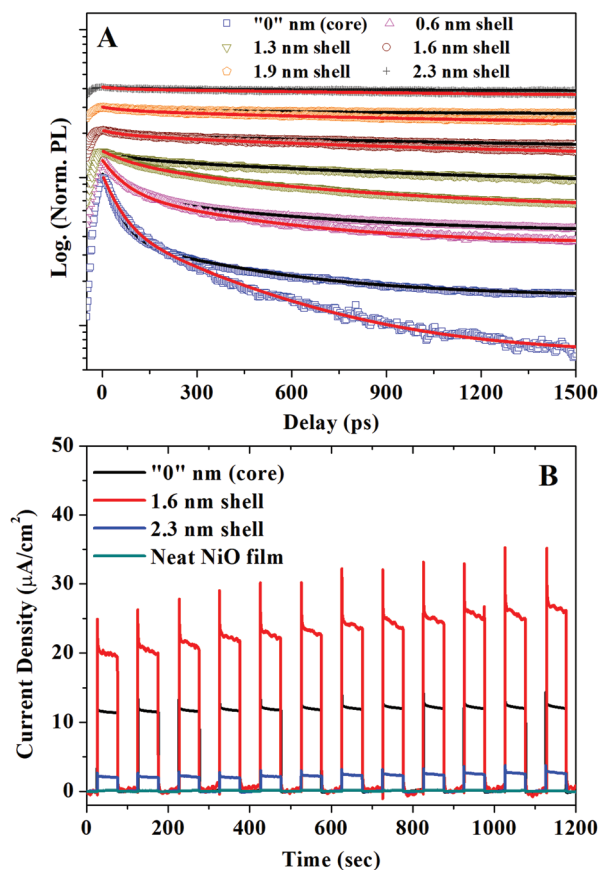 A
"0" nm (core)
0.6 nm shell
1.3 nm shell
1.6 nm shell
1.9 nm shell
2.3 nm shell
Log. (Norm. PL)
0
300
600
900
1200
1500
Delay (ps)
50
40
30
20
10
0
B
"0" nm (core)
1.6 nm shell
2.3 nm shell
Neat NiO film
Current Density (μA/cm²)
0
200
400
600
800
1000
1200
Time (sec)